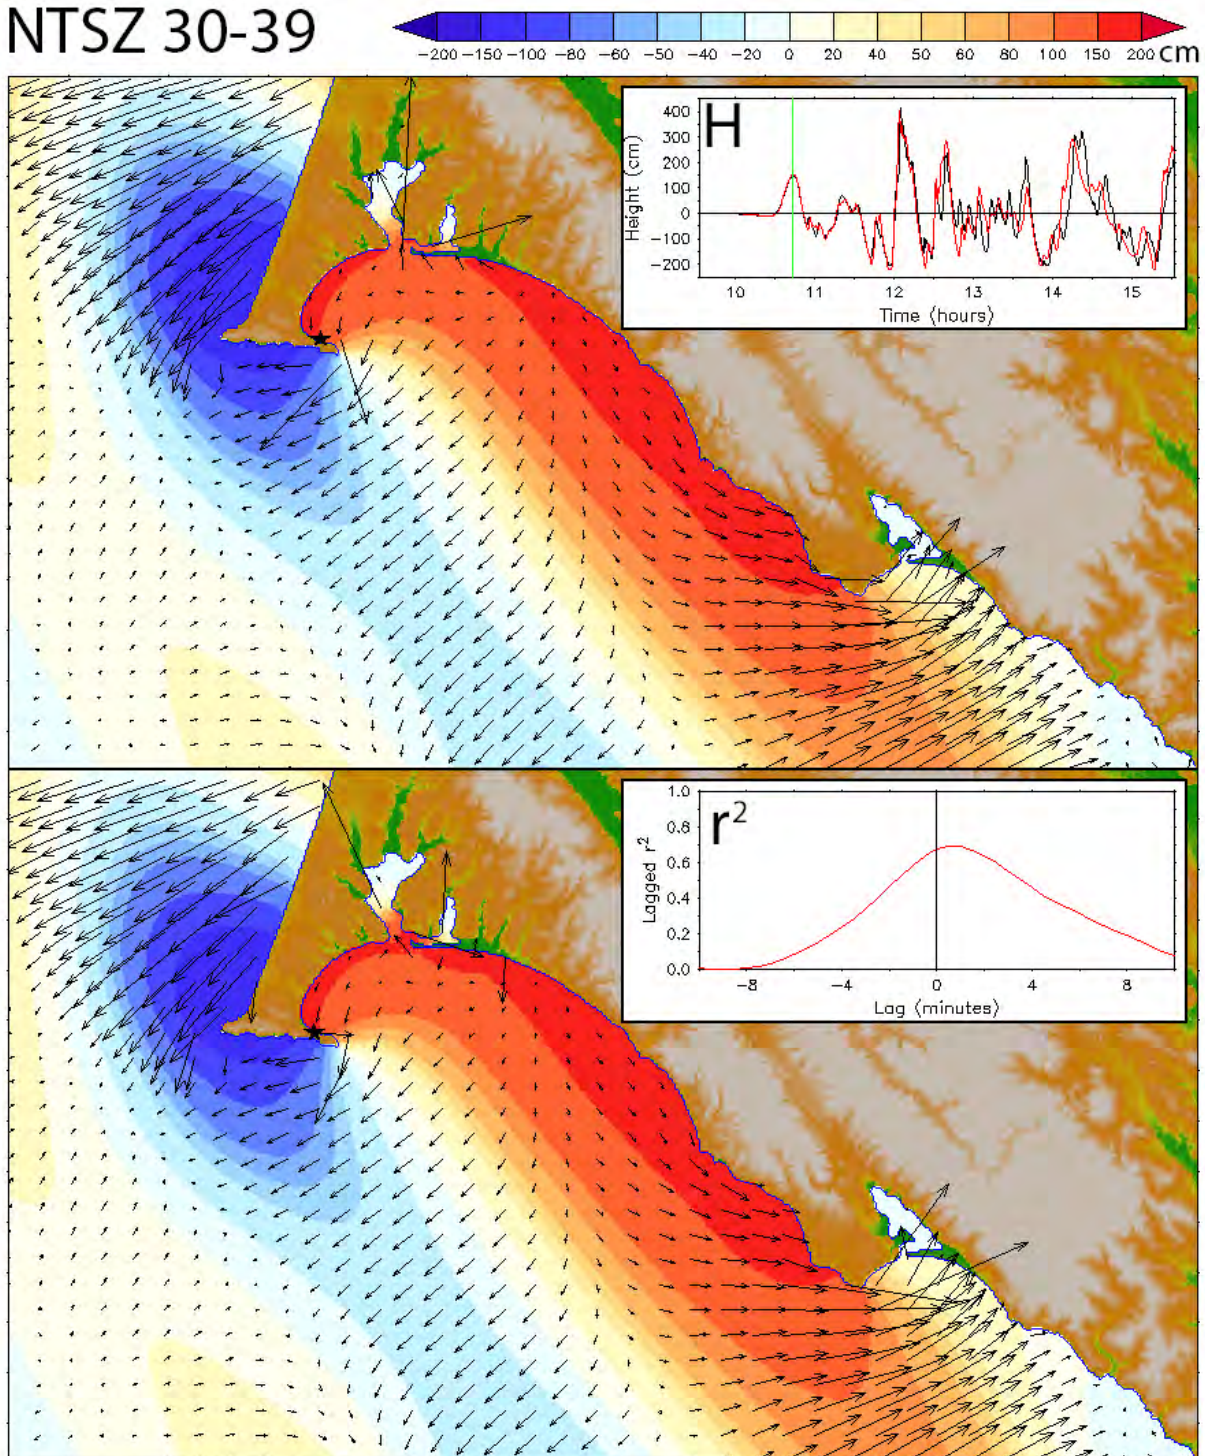 NTSZ 30-39
-200 -150 -100 -80 -60 -50 -40 -20 0 20 40 50 60 80 100 150 200 cm
H
Height (cm)
400
300
200
100
0
-100
-200
10 11 12 13 14 15
Time (hours)
r²
Lagged r²
1.0
0.8
0.6
0.4
0.2
0.0
-8 -4 0 4 8
Lag (minutes)